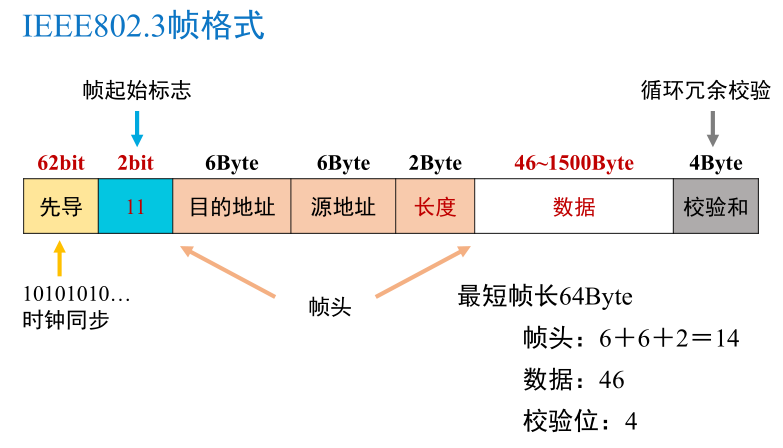 IEEE802.3帧格式
帧起始标志
循环冗余校验
62bit 2bit 6Byte 6Byte 2Byte 46~1500Byte 4Byte
先导 11 目的地址 源地址 长度 数据 校验和
10101010…
时钟同步
帧头
最短帧长64Byte
帧头：6＋6＋2＝14
数据：46
校验位：4